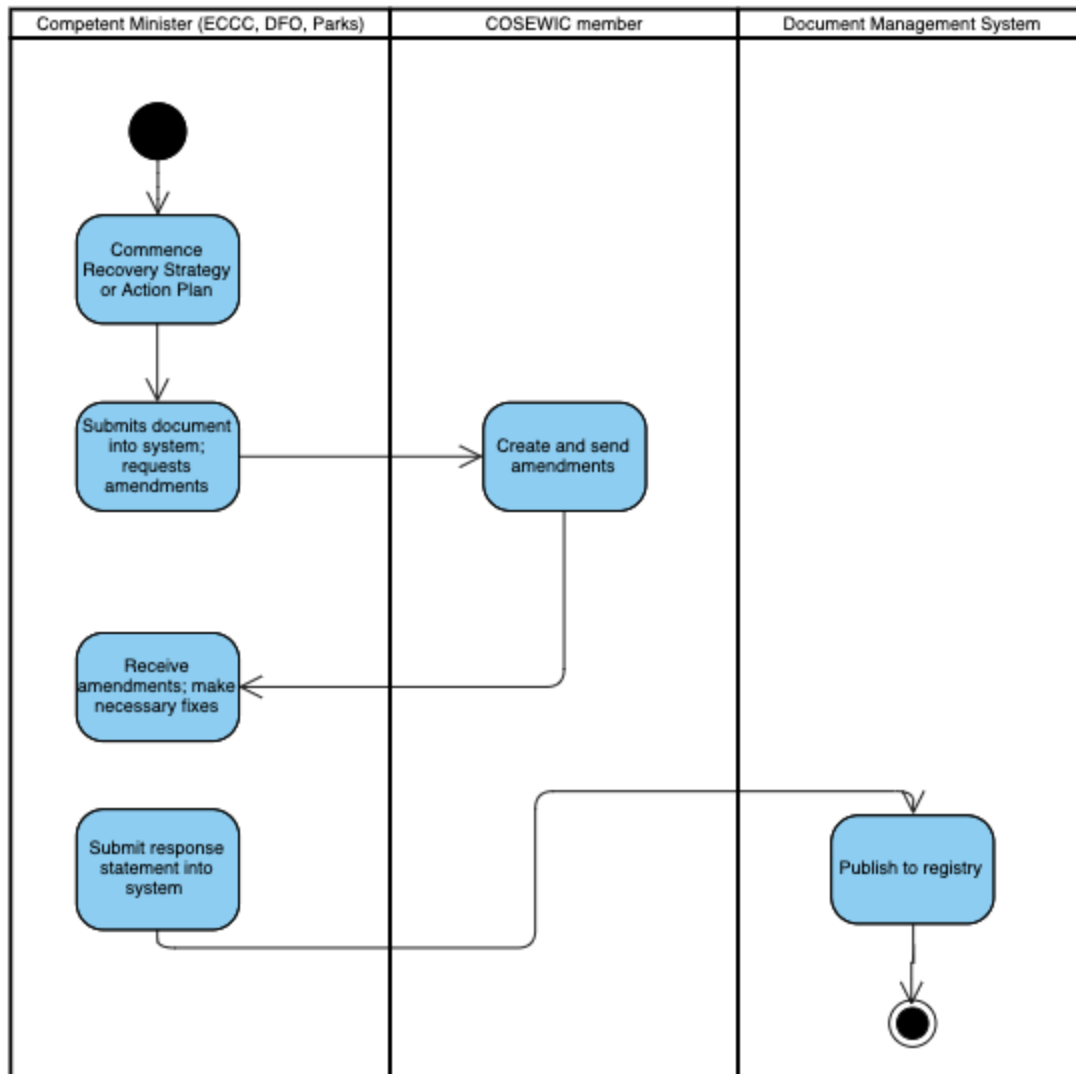 Competent Minister (ECCC, DFO, Parks)
COSEWIC member
Document Management System
Commence
Recovery Strategy
or Action Plan
Submits document
into system;
requests
amendments
Create and send
amendments
Receive
amendments; make
necessary fixes
Submit response
statement into
system
Publish to registry